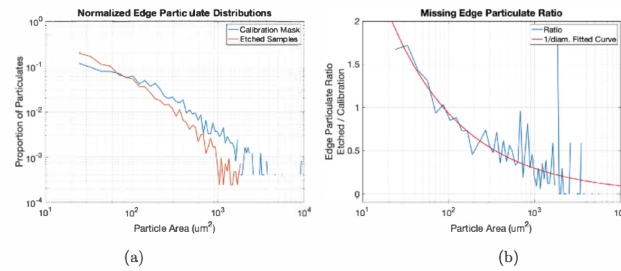 Normalized Edge Particulate Distributions
Calibration Mask
Etched Samples
10^0
10^-1
10^-2
10^-3
10^-4
Proportion of Particulates
10^1
10^2
10^3
10^4
Particle Area (um^2)
(a)
Missing Edge Particulate Ratio
Ratio
1/diam. Fitted Curve
2
1.5
1
0.5
0
Edge Particulate Ratio
Etched / Calibration
10^1
10^2
10^3
10
Particle Area (um^2)
(b)